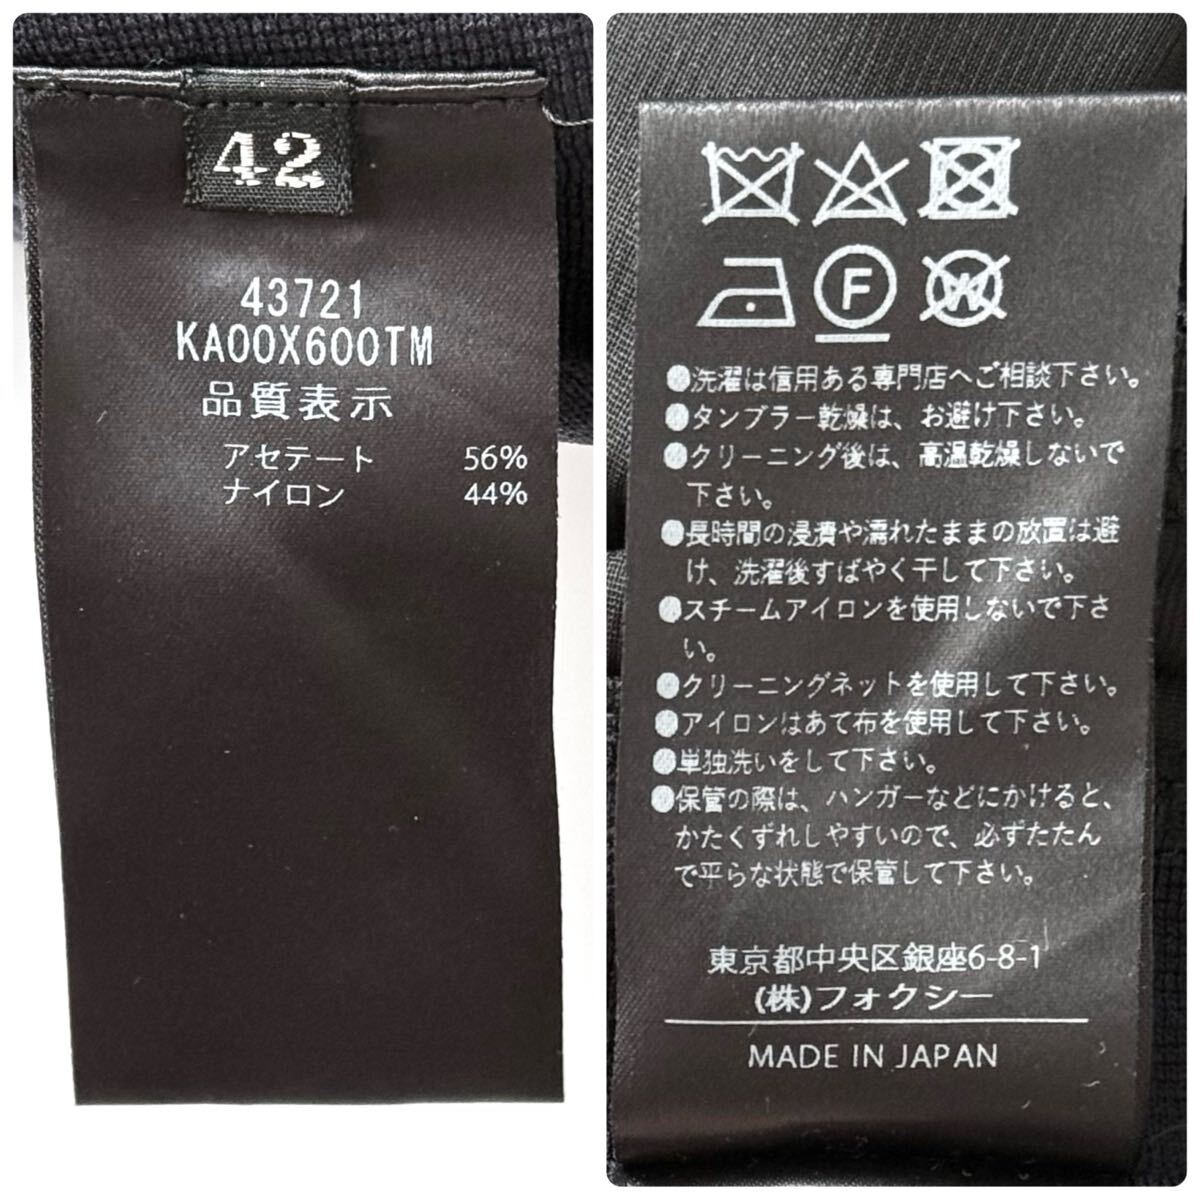 42
43721
KA00X600TM
品質表示
アセテート 56%
ナイロン 44%
F
W
●洗濯は信用ある専門店へご相談下さい。
●タンブラー乾燥は、お避け下さい。
●クリーニング後は、高温乾燥しないで
下さい。
●長時間の浸漬や濡れたままの放置は避
け、洗濯後すばやく干して下さい。
●スチームアイロンを使用しないで下さ
い。
●クリーニングネットを使用して下さい。
●アイロンはあて布を使用して下さい。
●単独洗いをして下さい。
●保管の際は、ハンガーなどにかけると、
かたくずれしやすいので、必ずたたん
で平らな状態で保管して下さい。
東京都中央区銀座6-8-1
(株)フォクシー
MADE IN JAPAN